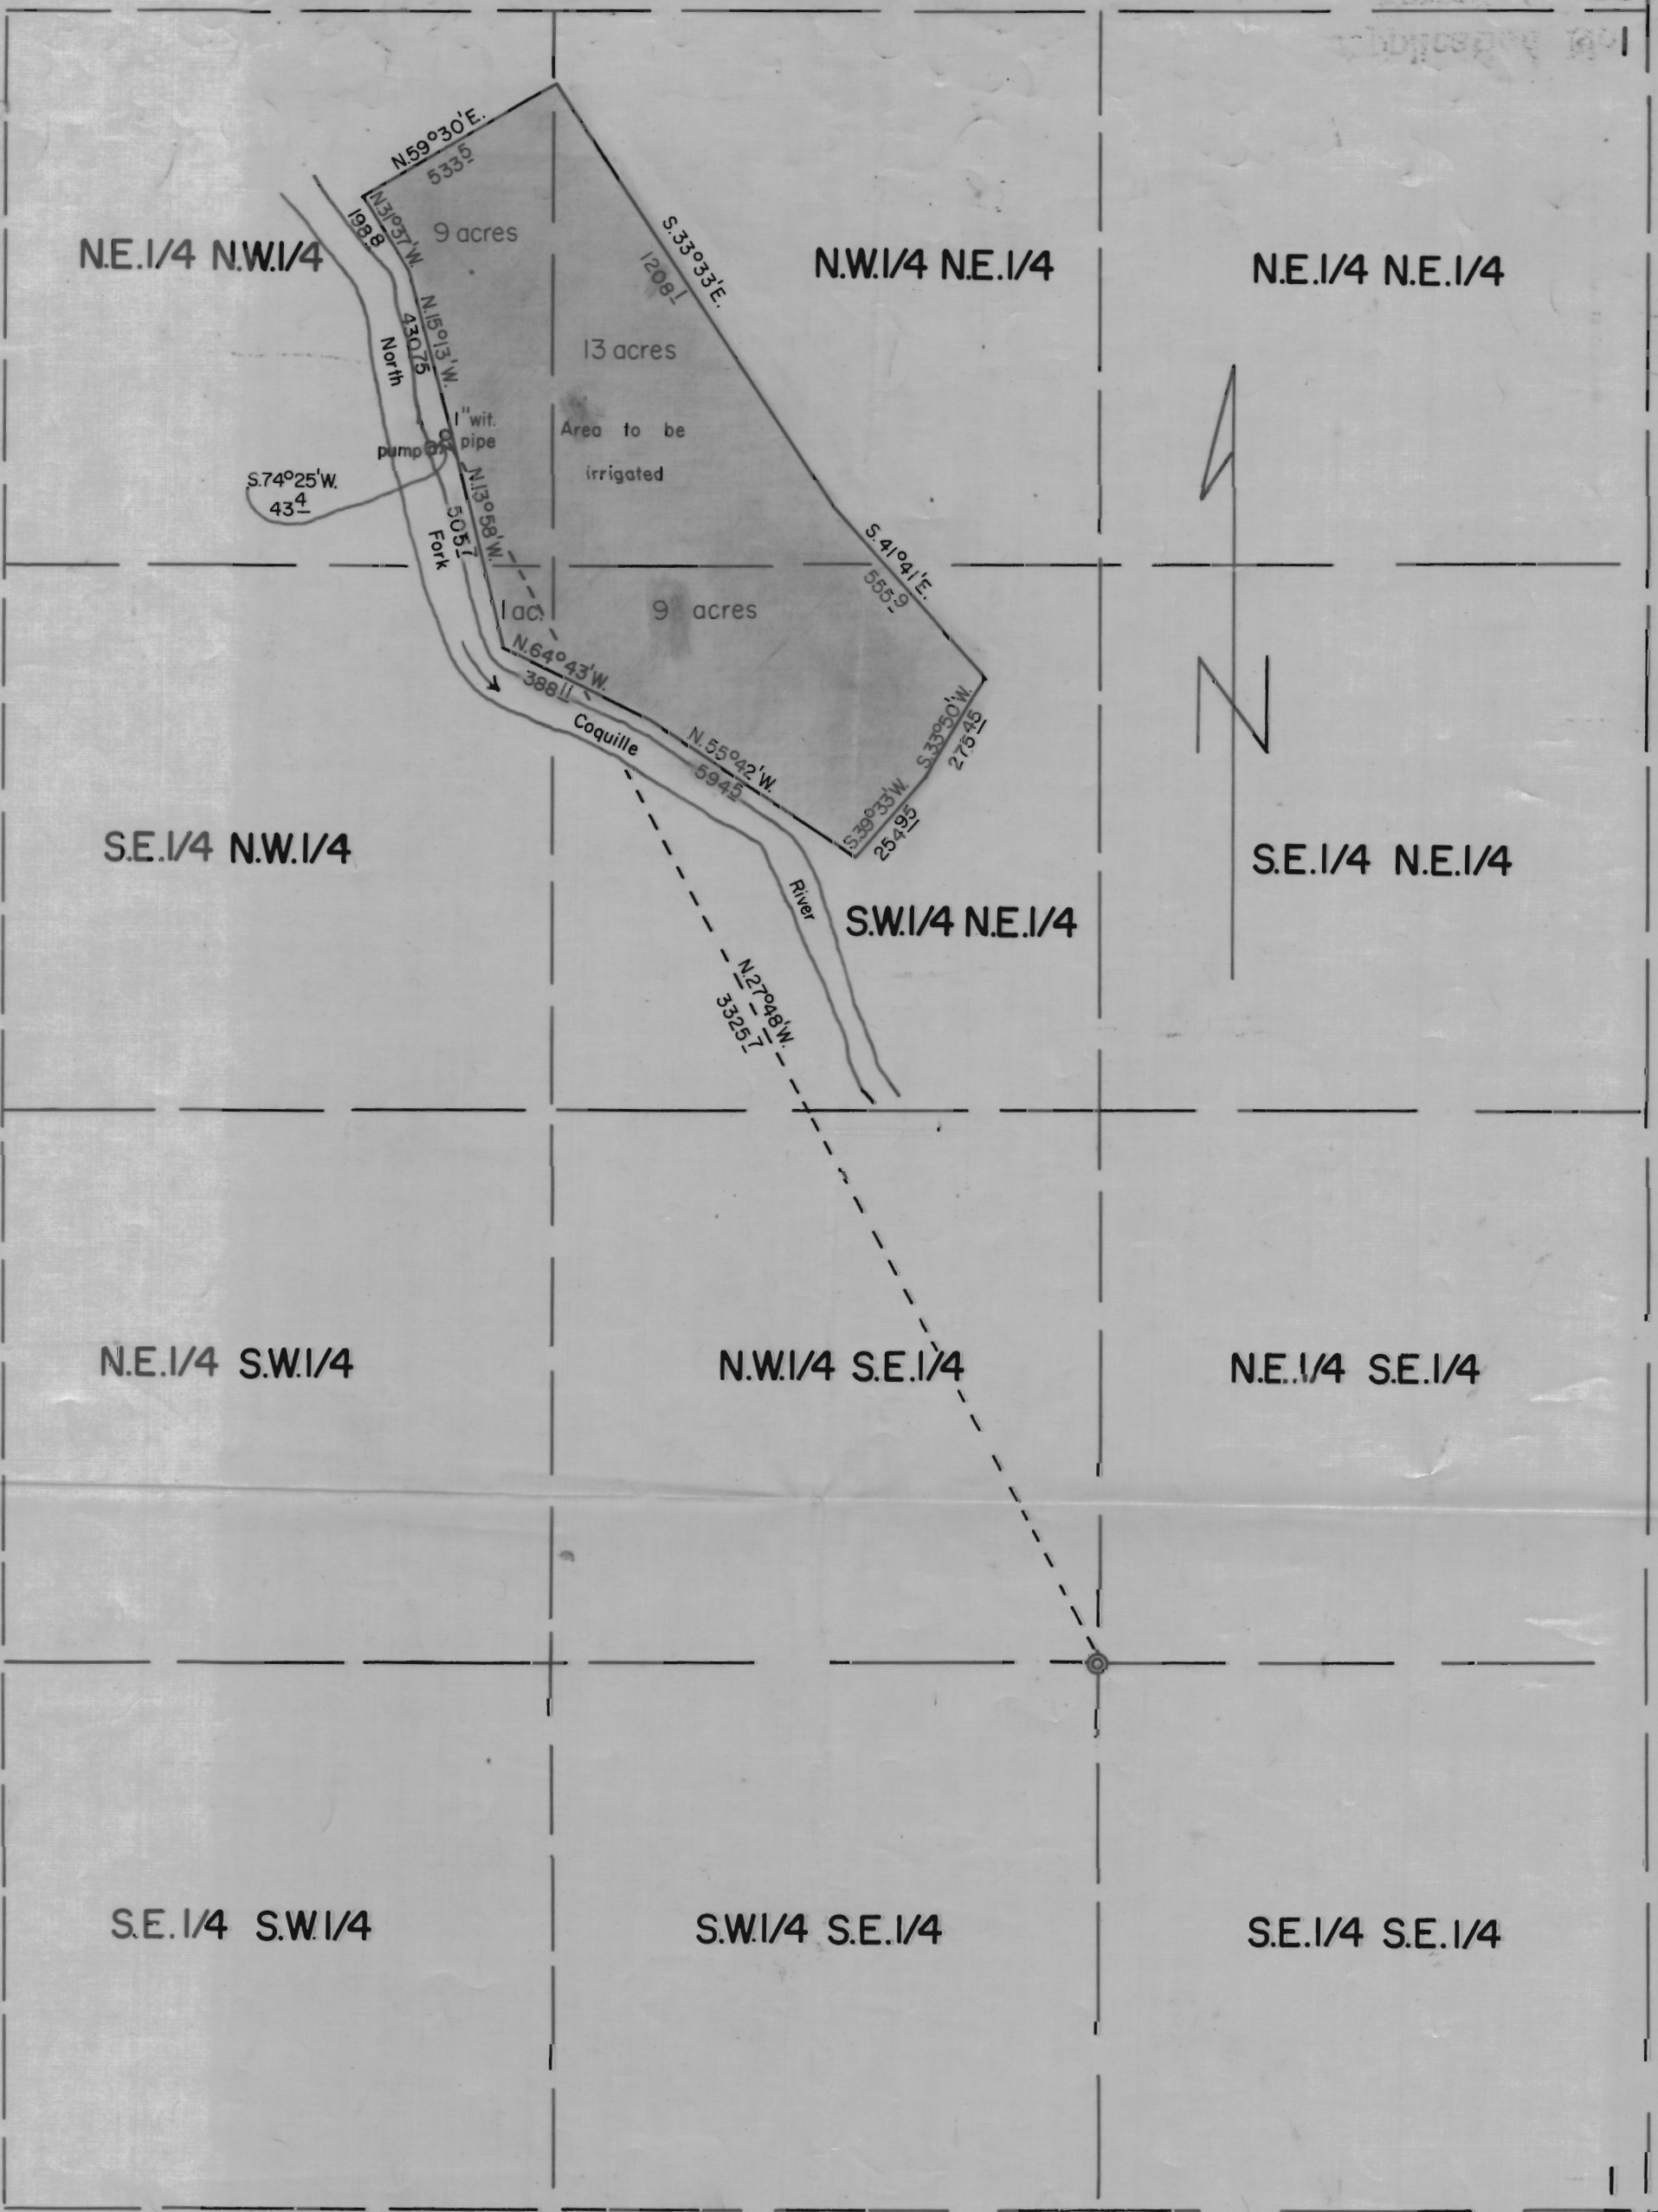 N.59°30'E.
533 5
N.31°37'W.
198 8
9 acres
N.E.1/4 N.W.1/4
S.33°33'E.
1208 1
N.W.1/4 N.E.1/4
N.E.1/4 N.E.1/4
N.15°13'W.
430 75
North
13 acres
1" wit.
pipe
pump
Area to be
irrigated
S.74°25'W.
43 4
N.13°58'W.
505 7
Fork
S.41°41'E.
555 9
1 ac.
9 acres
N.64°43'W.
388 11
Coquille
N.55°42'W.
594 5
S.33°50'W.
275 45
S.39°33'W.
254 95
S.E.1/4 N.W.1/4
River
S.W.1/4 N.E.1/4
S.E.1/4 N.E.1/4
N
N.27°48'W.
3325 7
N.E.1/4 S.W.1/4
N.W.1/4 S.E.1/4
N.E.1/4 S.E.1/4
S.E.1/4 S.W.1/4
S.W.1/4 S.E.1/4
S.E.1/4 S.E.1/4